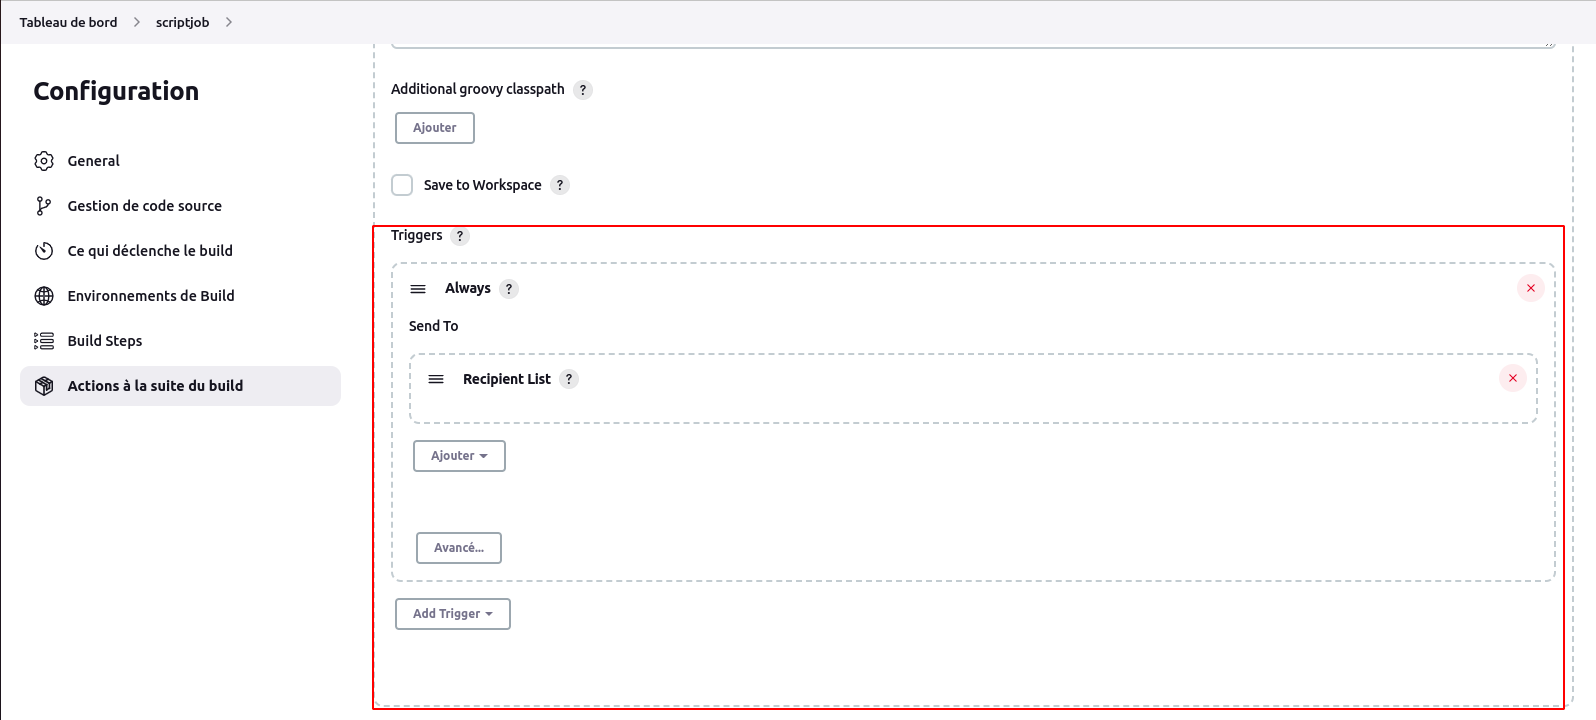 Tableau de bord > scriptjob >
Configuration
General
Gestion de code source
Ce qui déclenche le build
Environnements de Build
Build Steps
Actions à la suite du build
Additional groovy classpath ?
Ajouter
Save to Workspace ?
Triggers ?
Always ?
Send To
Recipient List ?
Ajouter
Avancé...
Add Trigger